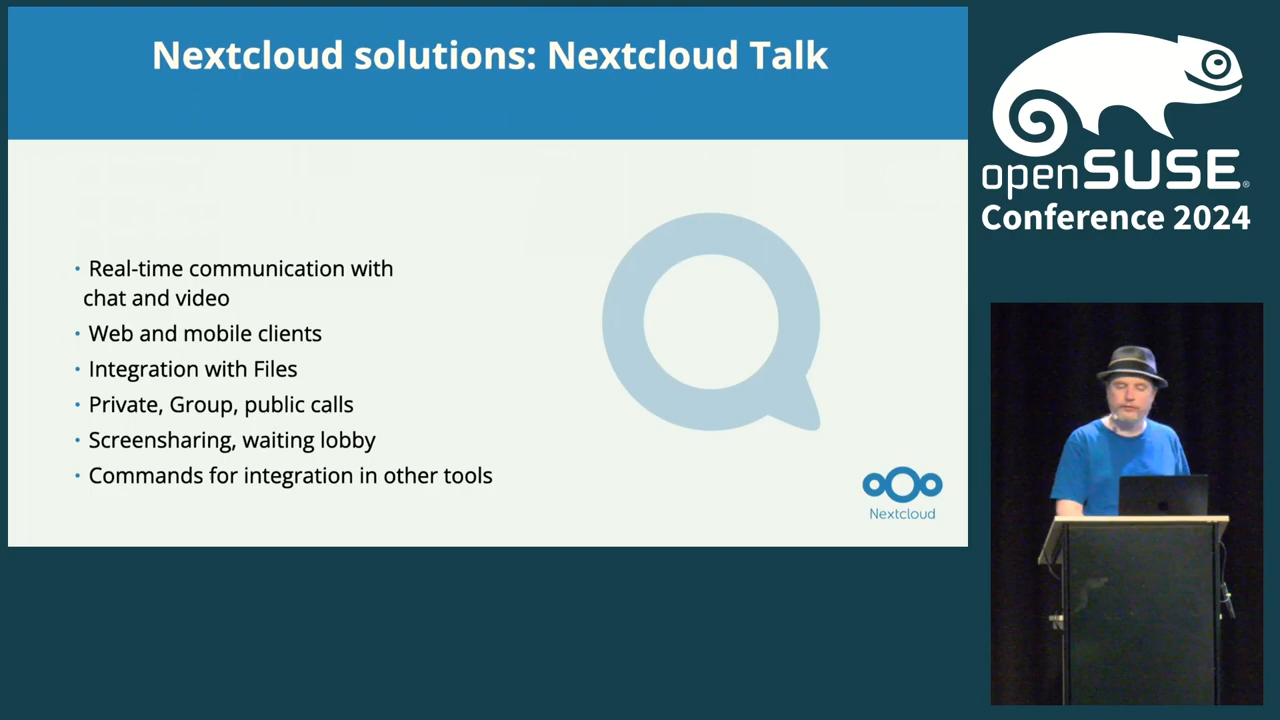 Nextcloud solutions: Nextcloud Talk
• Real-time communication with
chat and video
• Web and mobile clients
• Integration with Files
• Private, Group, public calls
• Screensharing, waiting lobby
• Commands for integration in other tools
Nextcloud
openSUSE®
Conference 2024